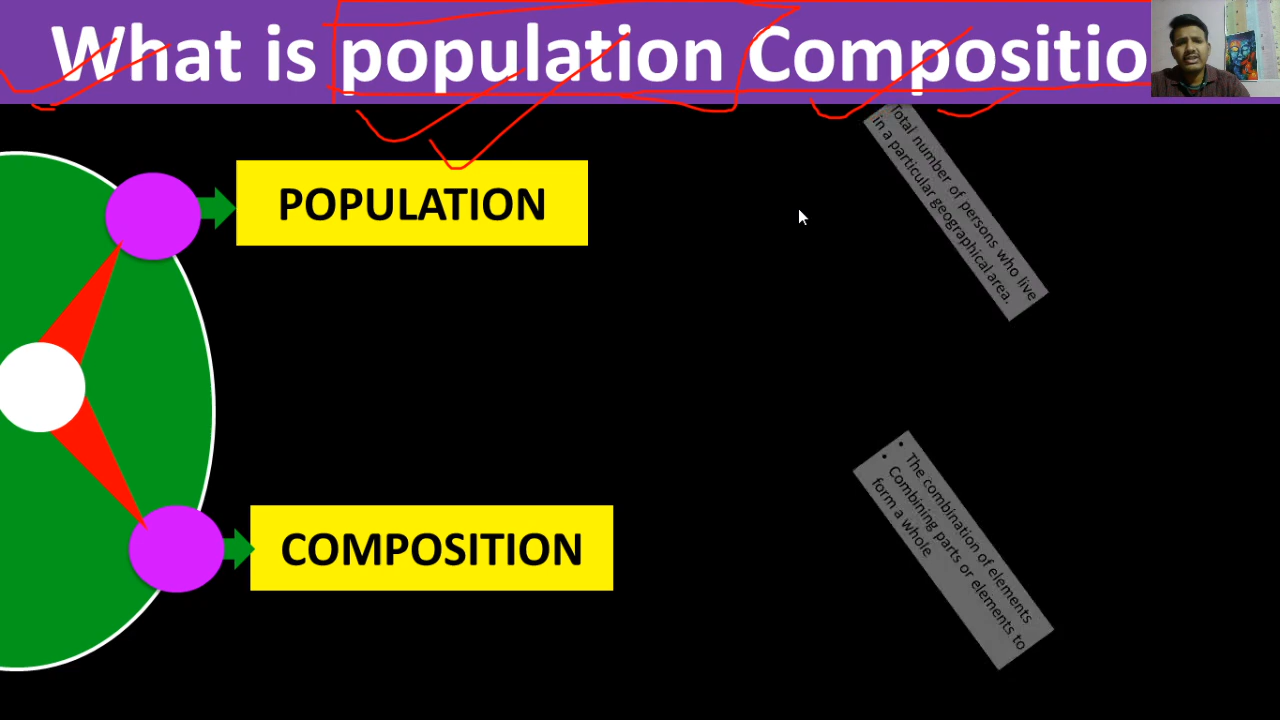 What is population Compositio
POPULATION
Total number of persons who live
in a particular geographical area.
COMPOSITION
• The combination of elements
• Combining parts or elements to
form a whole